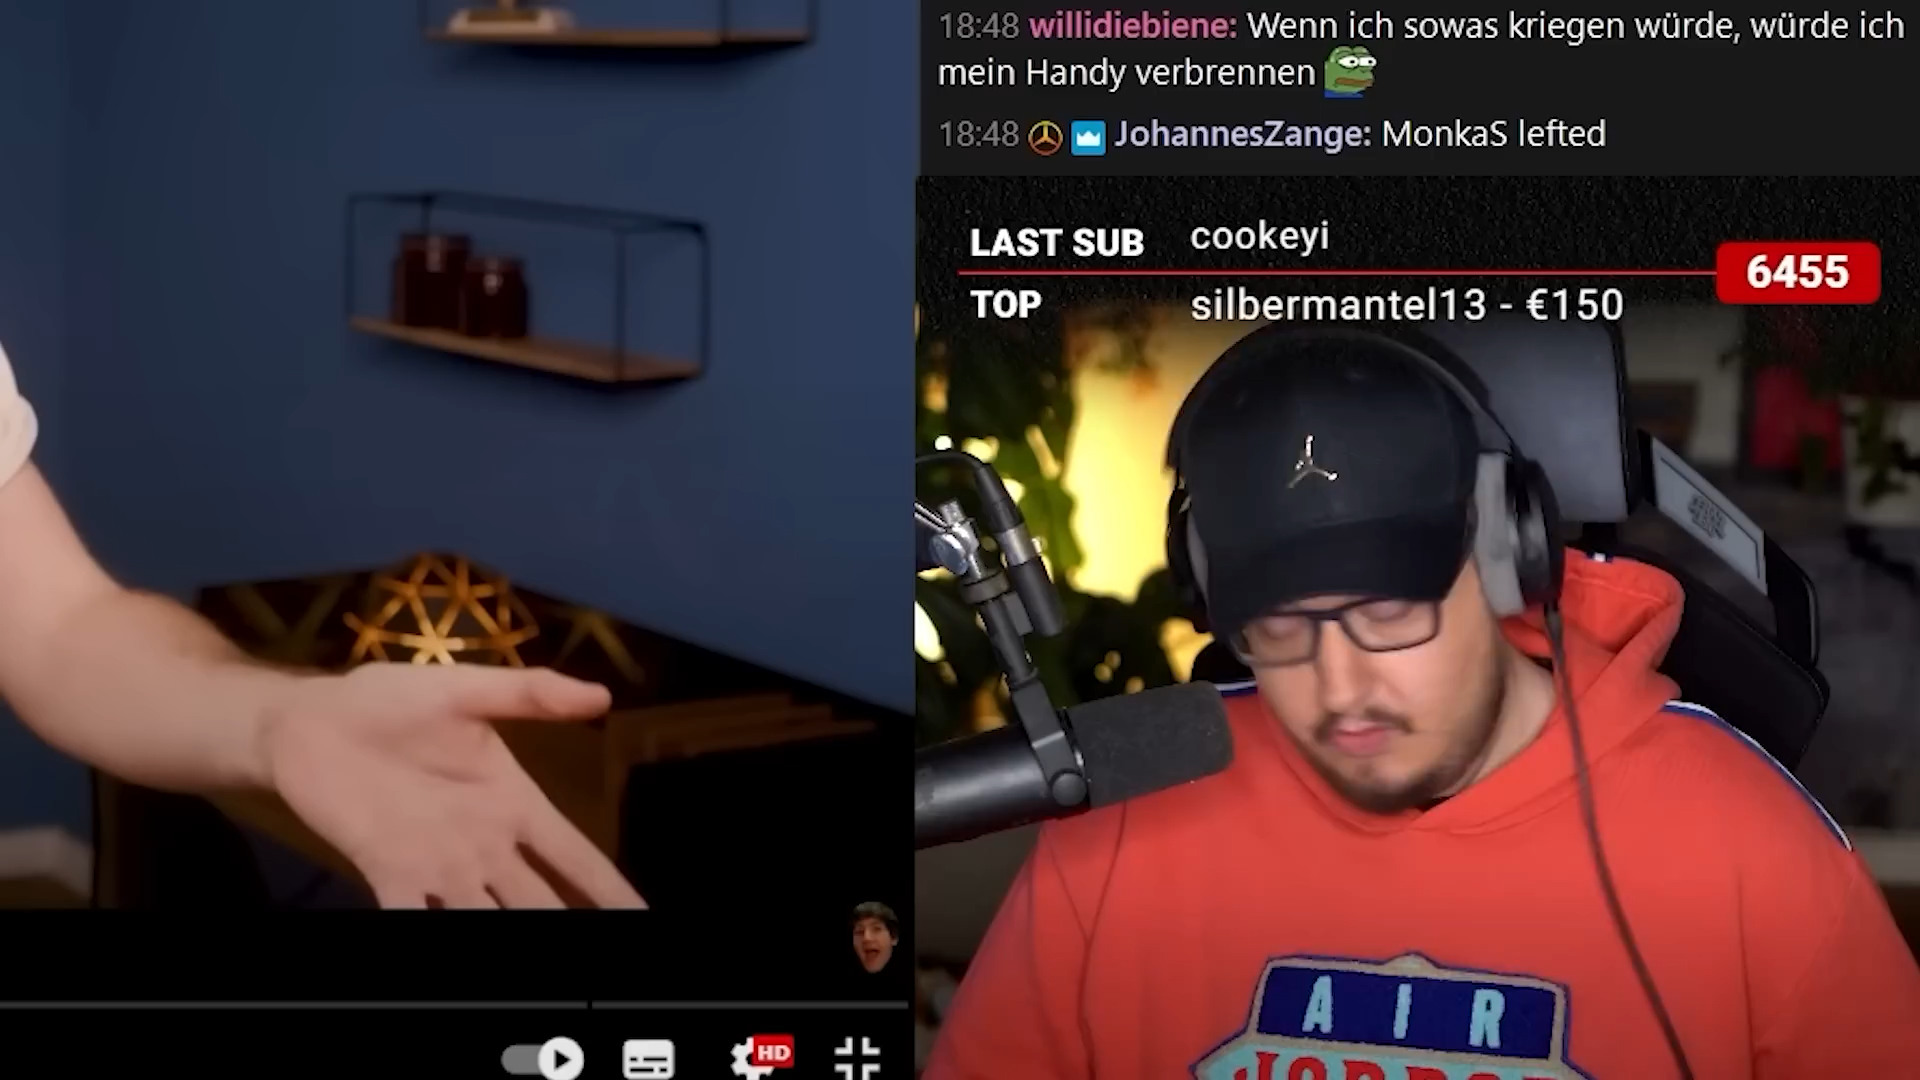 18:48 willidiebiene: Wenn ich sowas kriegen würde, würde ich
mein Handy verbrennen
18:48 JohannesZange: MonkaS lefted
LAST SUB cookeyi
6455
TOP silbermantel13 - €150
AIR
JORDAN
HD